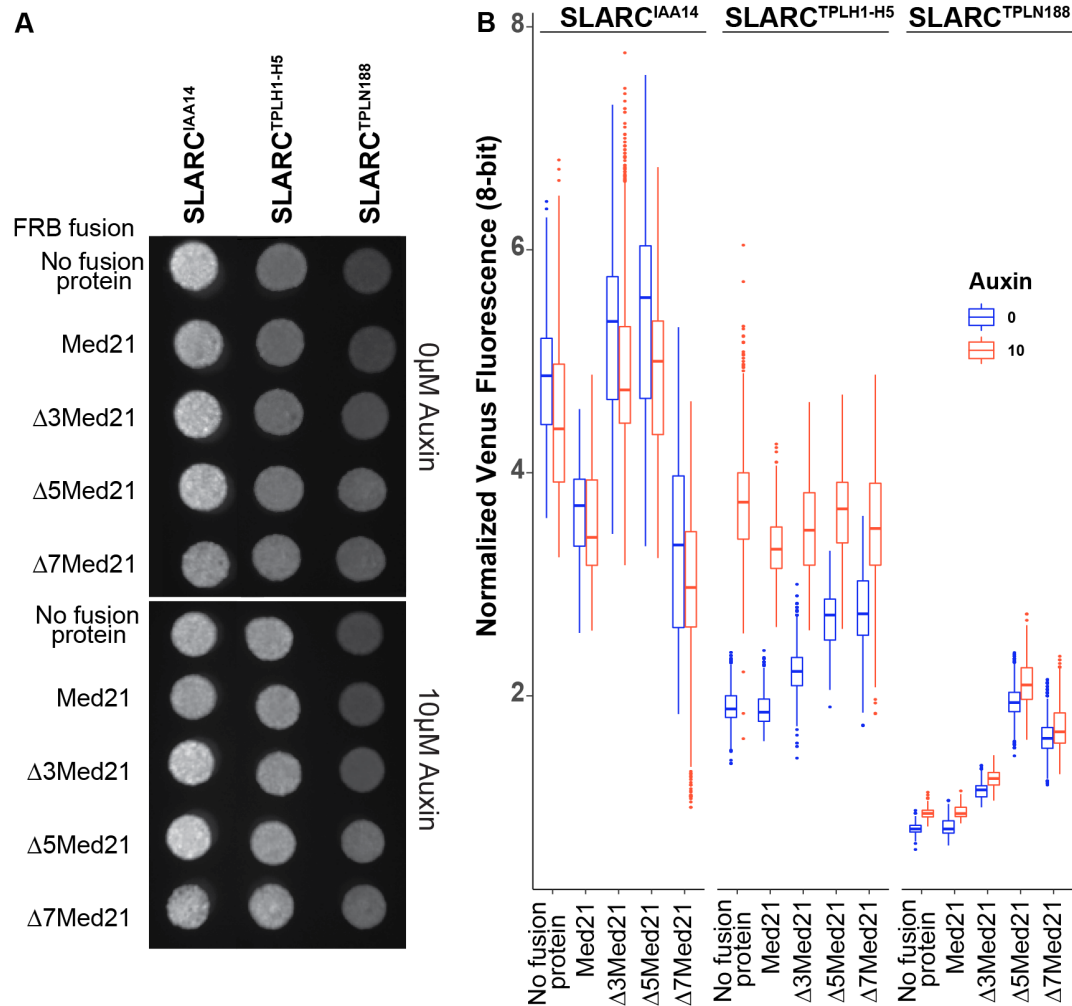 A
SLARC^IAA14
SLARC^TPLH1-H5
SLARC^TPLN188
FRB fusion
No fusion
protein
Med21
Δ3Med21
Δ5Med21
Δ7Med21
0μM Auxin
No fusion
protein
Med21
Δ3Med21
Δ5Med21
Δ7Med21
10μM Auxin
B
SLARC^IAA14
SLARC^TPLH1-H5
SLARC^TPLN188
Normalized Venus Fluorescence (8-bit)
8
6
4
2
Auxin
0
10
No fusion
protein
Med21
Δ3Med21
Δ5Med21
Δ7Med21
No fusion
protein
Med21
Δ3Med21
Δ5Med21
Δ7Med21
No fusion
protein
Med21
Δ3Med21
Δ5Med21
Δ7Med21